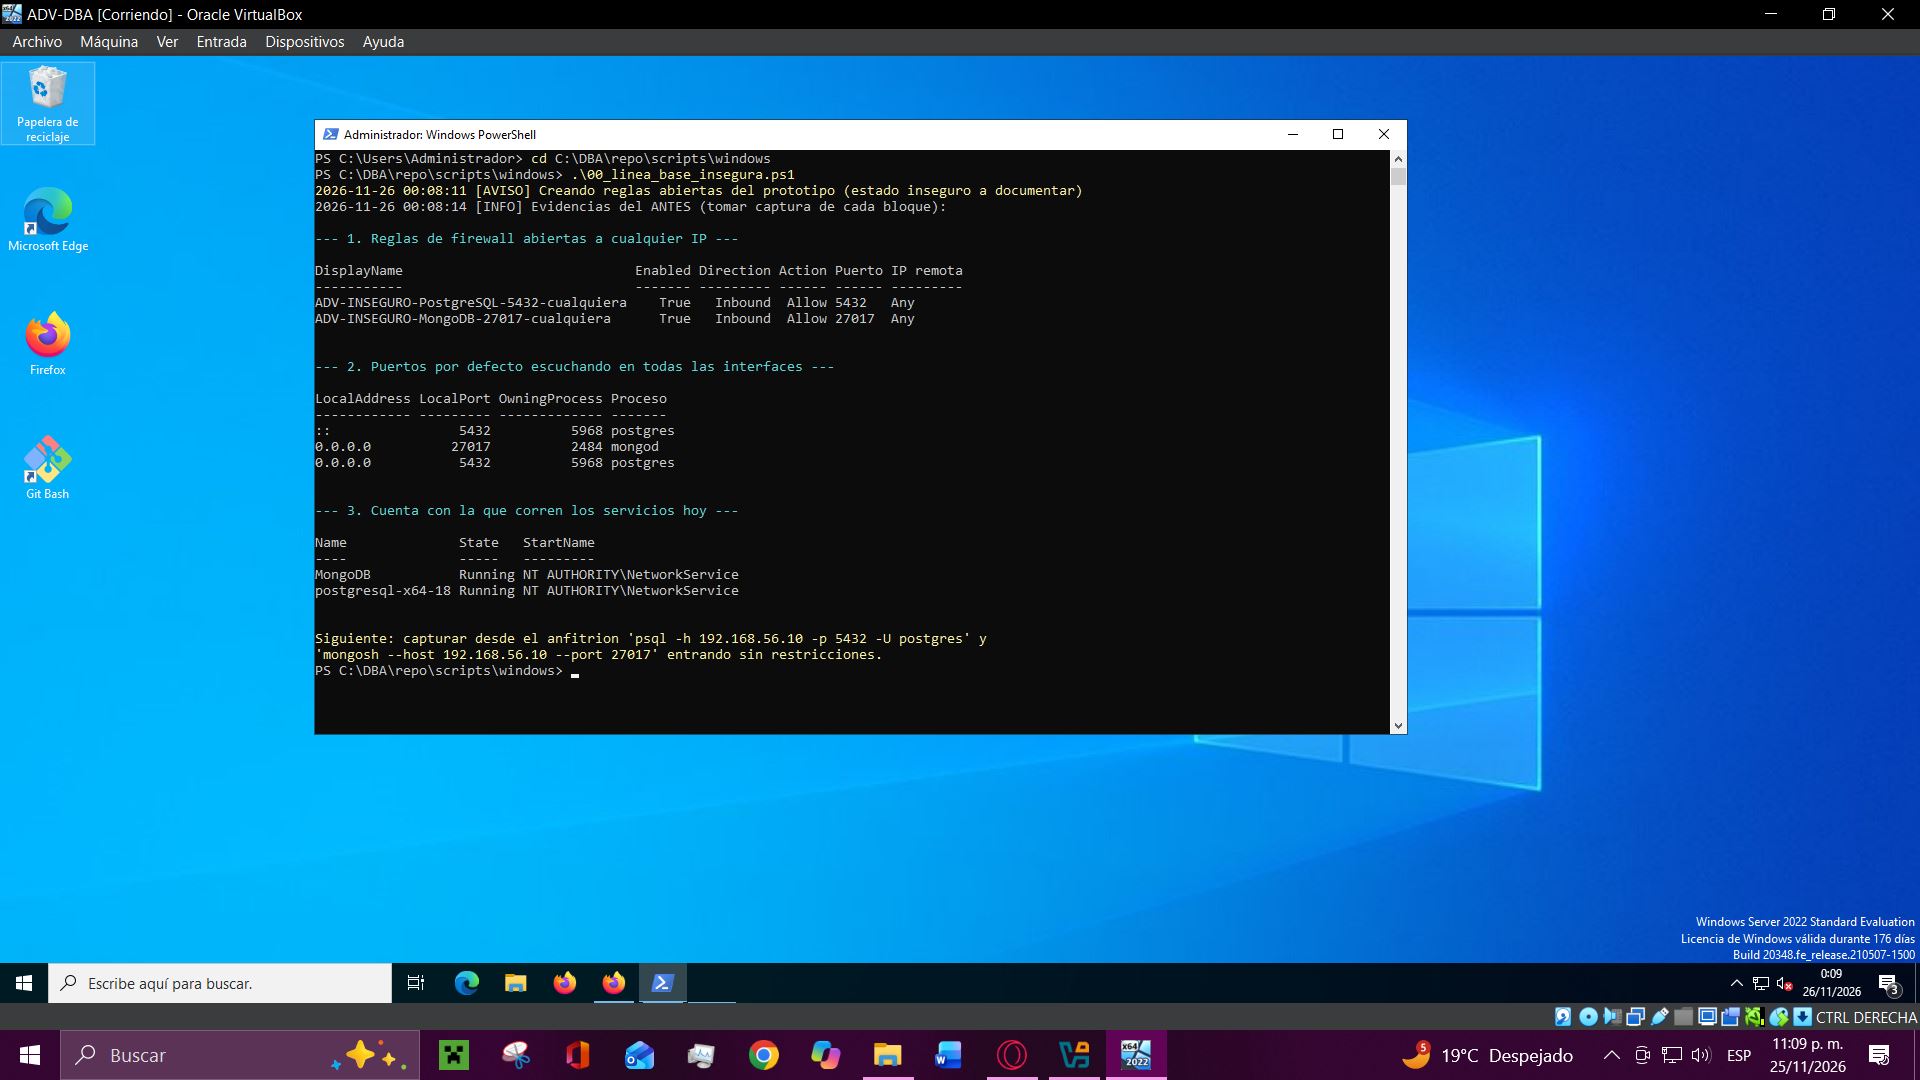 ADV-DBA [Corriendo] - Oracle VirtualBox
Archivo Máquina Ver Entrada Dispositivos Ayuda
Papelera de
reciclaje
Microsoft Edge
Firefox
Git Bash
Administrador: Windows PowerShell
PS C:\Users\Administrador> cd C:\DBA\repo\scripts\windows
PS C:\DBA\repo\scripts\windows> .\00_linea_base_insegura.ps1
2026-11-26 00:08:11 [AVISO] Creando reglas abiertas del prototipo (estado inseguro a documentar)
2026-11-26 00:08:14 [INFO] Evidencias del ANTES (tomar captura de cada bloque):
--- 1. Reglas de firewall abiertas a cualquier IP ---
DisplayName Enabled Direction Action Puerto IP remota
----------- ------- --------- ------ ------ ---------
ADV-INSEGURO-PostgreSQL-5432-cualquiera True Inbound Allow 5432 Any
ADV-INSEGURO-MongoDB-27017-cualquiera True Inbound Allow 27017 Any
--- 2. Puertos por defecto escuchando en todas las interfaces ---
LocalAddress LocalPort OwningProcess Proceso
------------ --------- ------------- -------
:: 5432 5968 postgres
0.0.0.0 27017 2484 mongod
0.0.0.0 5432 5968 postgres
--- 3. Cuenta con la que corren los servicios hoy ---
Name State StartName
---- ----- ---------
MongoDB Running NT AUTHORITY\NetworkService
postgresql-x64-18 Running NT AUTHORITY\NetworkService
Siguiente: capturar desde el anfitrion 'psql -h 192.168.56.10 -p 5432 -U postgres' y
'mongosh --host 192.168.56.10 --port 27017' entrando sin restricciones.
PS C:\DBA\repo\scripts\windows>
Windows Server 2022 Standard Evaluation
Licencia de Windows válida durante 176 días
Build 20348.fe_release.210507-1500
Escribe aquí para buscar.
0:09
26/11/2026
3
CTRL DERECHA
Buscar
x64
2022
5
19°C Despejado
ESP
11:09 p. m.
25/11/2026